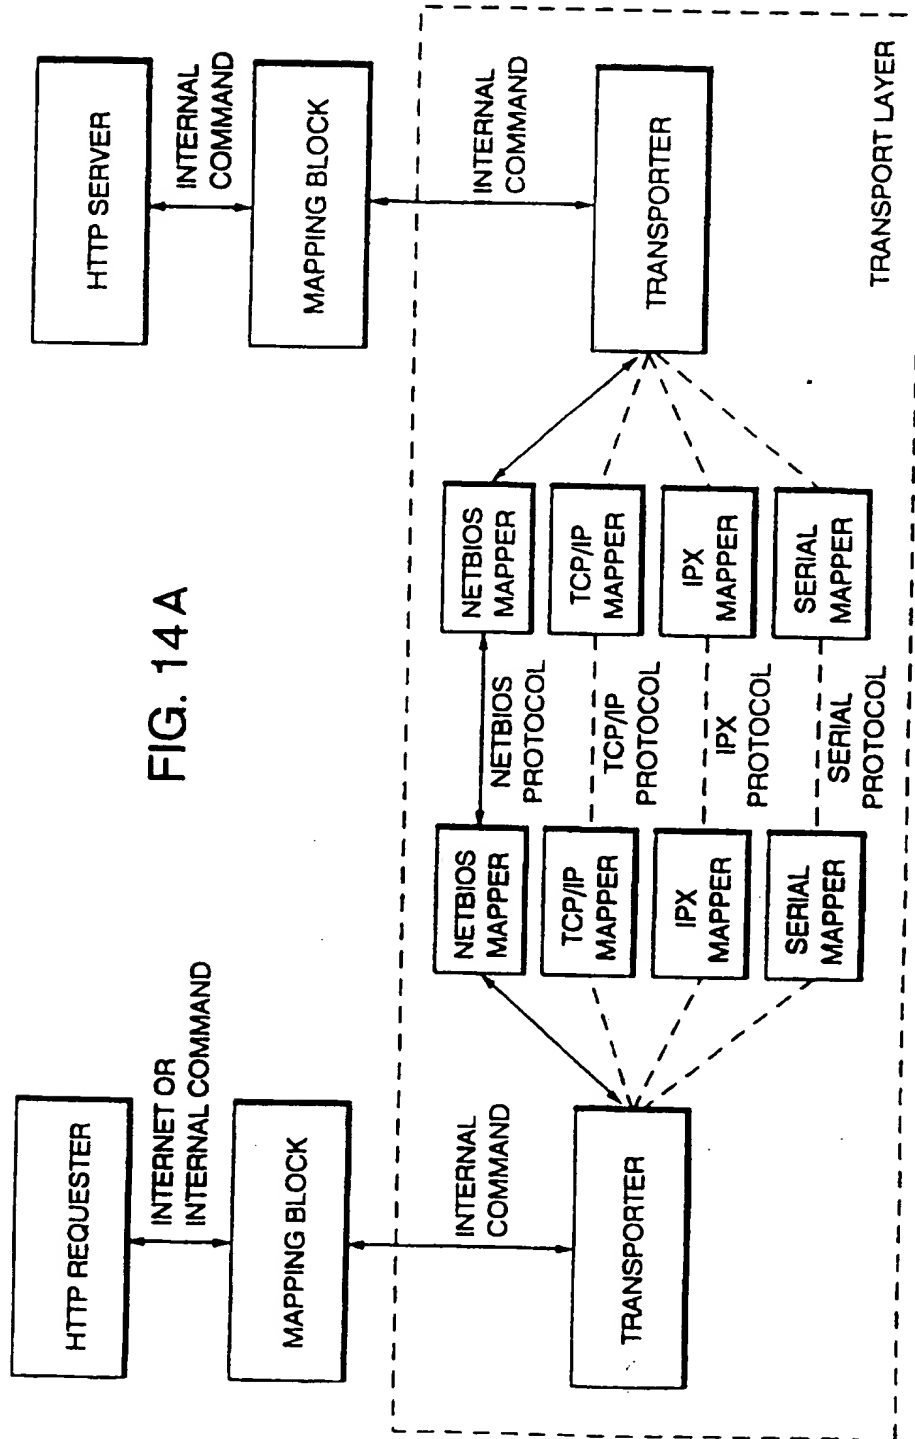 FIG. 14 A
HTTP REQUESTER
INTERNET OR
INTERNAL COMMAND
MAPPING BLOCK
INTERNAL
COMMAND
TRANSPORTER
HTTP SERVER
INTERNAL
COMMAND
MAPPING BLOCK
INTERNAL
COMMAND
TRANSPORTER
NETBIOS
MAPPER
NETBIOS
PROTOCOL
NETBIOS
MAPPER
TCP/IP
MAPPER
TCP/IP
PROTOCOL
TCP/IP
MAPPER
IPX
MAPPER
IPX
PROTOCOL
IPX
MAPPER
SERIAL
MAPPER
SERIAL
PROTOCOL
SERIAL
MAPPER
TRANSPORT LAYER